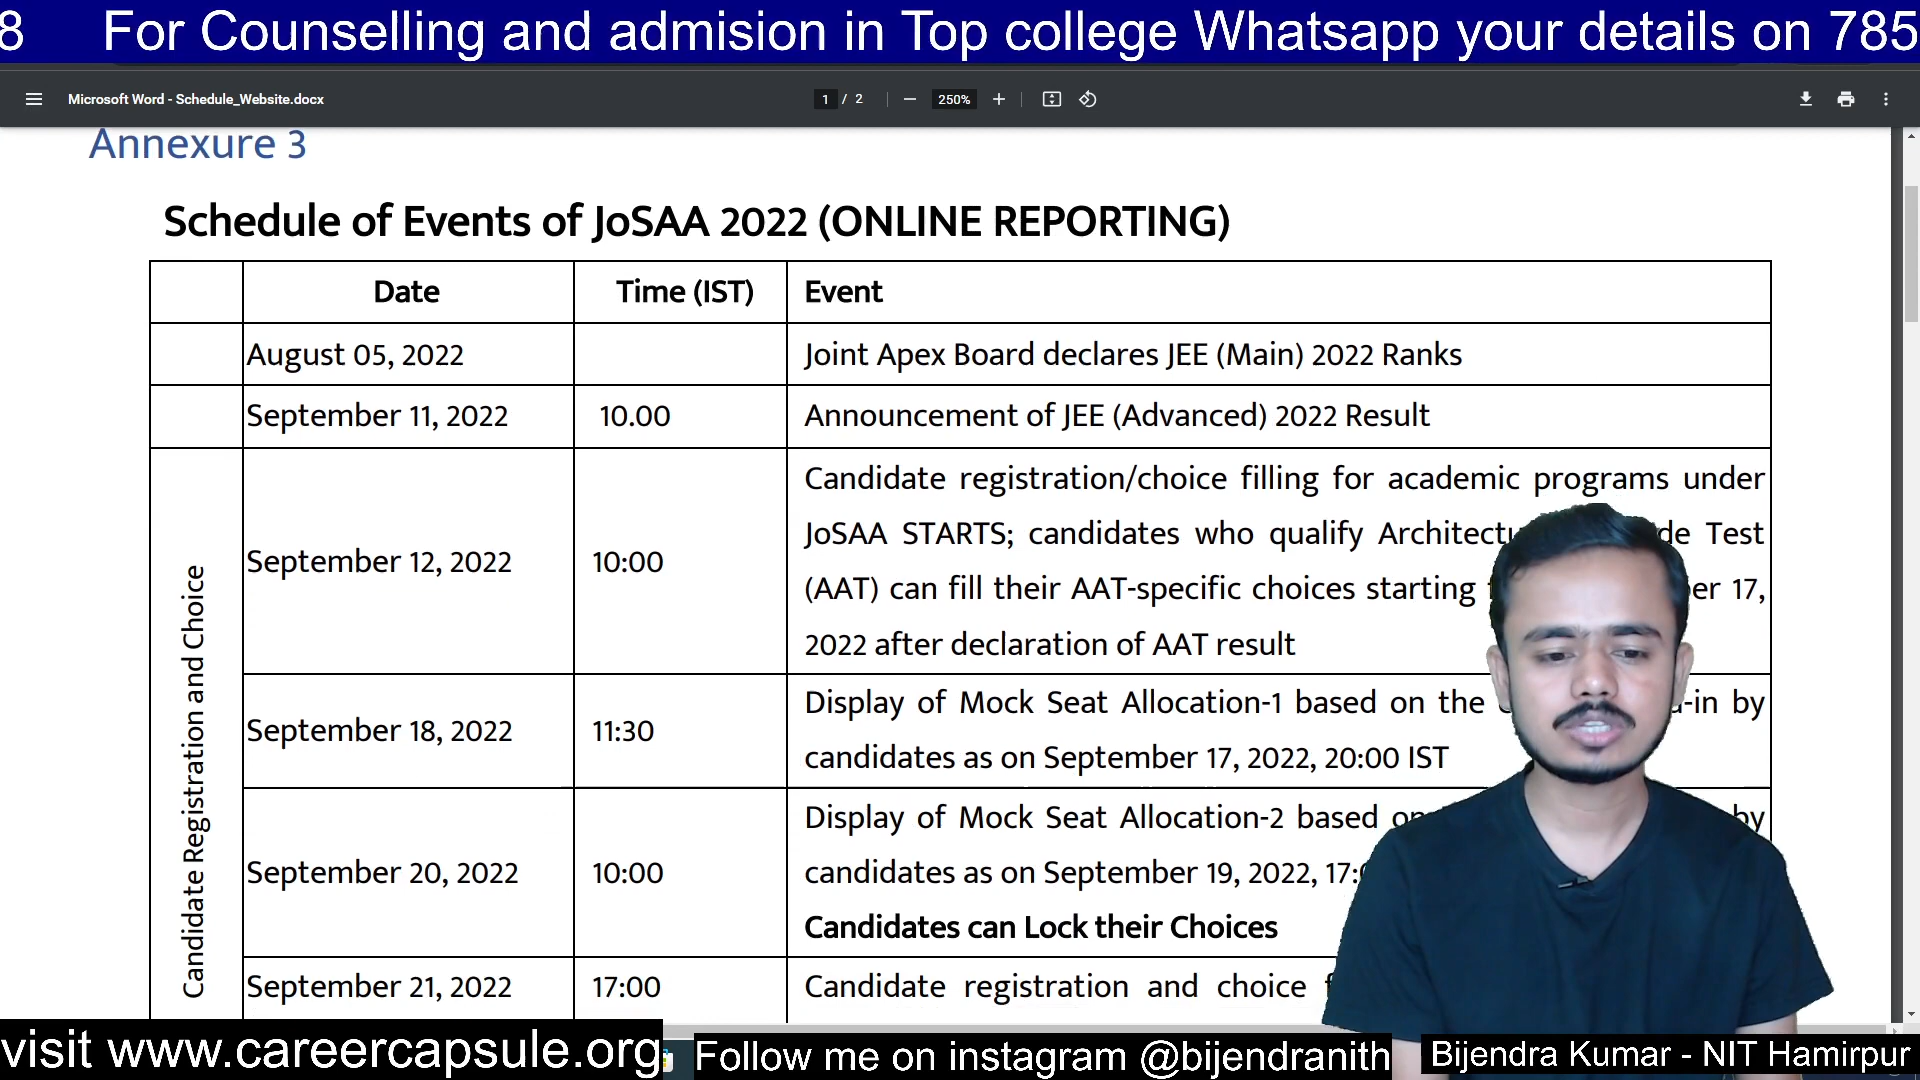 8 For Counselling and admision in Top college Whatsapp your details on 785
Microsoft Word - Schedule_Website.docx
1 / 2
250%
Annexure 3
Schedule of Events of JoSAA 2022 (ONLINE REPORTING)
Date Time (IST) Event
August 05, 2022 Joint Apex Board declares JEE (Main) 2022 Ranks
September 11, 2022 10.00 Announcement of JEE (Advanced) 2022 Result
Candidate Registration and Choice
September 12, 2022 10:00
Candidate registration/choice filling for academic programs under
JoSAA STARTS; candidates who qualify Test
(AAT) can fill their AAT-specific choices starting 17,
2022 after declaration of AAT result
September 18, 2022 11:30
Display of Mock Seat Allocation-1 based on the by
candidates as on September 17, 2022, 20:00 IST
September 20, 2022 10:00
Display of Mock Seat Allocation-2 based by
candidates as on September 19, 2022,
Candidates can Lock their Choices
September 21, 2022 17:00 Candidate registration and choice
visit www.careercapsule.org
Follow me on instagram @bijendranith
Bijendra Kumar - NIT Hamirpur